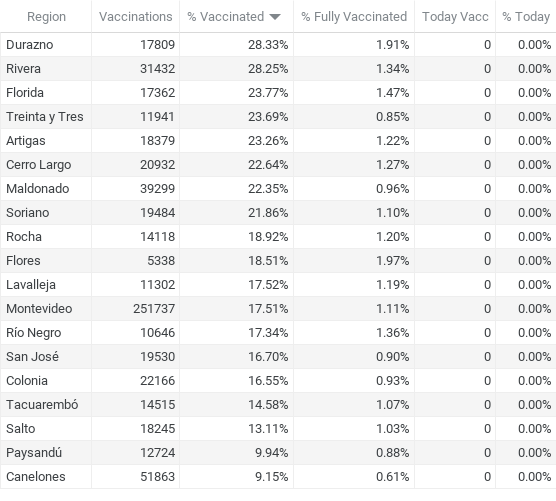 Region Vaccinations % Vaccinated % Fully Vaccinated Today Vacc % Today
Durazno 17809 28.33% 1.91% 0 0.00%
Rivera 31432 28.25% 1.34% 0 0.00%
Florida 17362 23.77% 1.47% 0 0.00%
Treinta y Tres 11941 23.69% 0.85% 0 0.00%
Artigas 18379 23.26% 1.22% 0 0.00%
Cerro Largo 20932 22.64% 1.27% 0 0.00%
Maldonado 39299 22.35% 0.96% 0 0.00%
Soriano 19484 21.86% 1.10% 0 0.00%
Rocha 14118 18.92% 1.20% 0 0.00%
Flores 5338 18.51% 1.97% 0 0.00%
Lavalleja 11302 17.52% 1.19% 0 0.00%
Montevideo 251737 17.51% 1.11% 0 0.00%
Río Negro 10646 17.34% 1.36% 0 0.00%
San José 19530 16.70% 0.90% 0 0.00%
Colonia 22166 16.55% 0.93% 0 0.00%
Tacuarembó 14515 14.58% 1.07% 0 0.00%
Salto 18245 13.11% 1.03% 0 0.00%
Paysandú 12724 9.94% 0.88% 0 0.00%
Canelones 51863 9.15% 0.61% 0 0.00%